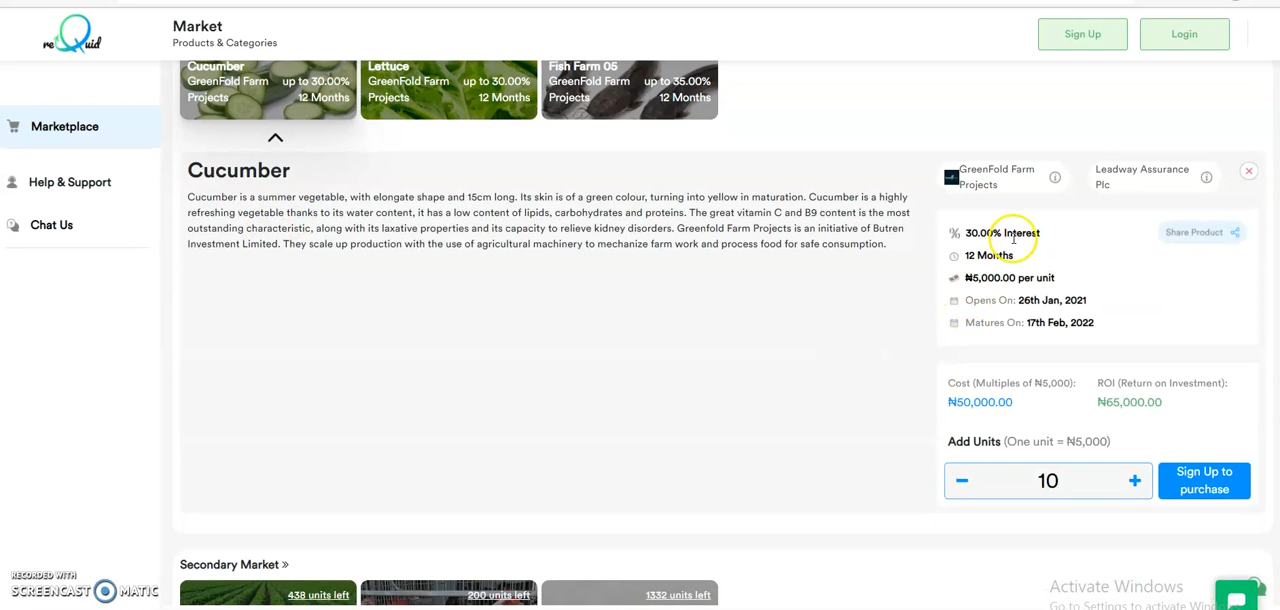 reQuid
Market
Products & Categories
Sign Up
Login
Marketplace
Help & Support
Chat Us
Cucumber
GreenFold Farm
Projects
up to 30.00%
12 Months
Lettuce
GreenFold Farm
Projects
up to 30.00%
12 Months
Fish Farm 05
GreenFold Farm
Projects
up to 35.00%
12 Months
Cucumber
Cucumber is a summer vegetable, with elongate shape and 15cm long. Its skin is of a green colour, turning into yellow in maturation. Cucumber is a highly
refreshing vegetable thanks to its water content, it has a low content of lipids, carbohydrates and proteins. The great vitamin C and B9 content is the most
outstanding characteristic, along with its laxative properties and its capacity to relieve kidney disorders. Greenfold Farm Projects is an initiative of Butren
Investment Limited. They scale up production with the use of agricultural machinery to mechanize farm work and process food for safe consumption.
GreenFold Farm
Projects
Leadway Assurance
Plc
30.00% Interest
Share Product
12 Months
₦5,000.00 per unit
Opens On: 26th Jan, 2021
Matures On: 17th Feb, 2022
Cost (Multiples of ₦5,000):
₦50,000.00
ROI (Return on Investment):
₦65,000.00
Add Units (One unit = ₦5,000)
10
Sign Up to
purchase
Secondary Market »
438 units left
200 units left
1332 units left
RECORDED WITH
SCREENCAST MATIC
Activate Windows
Go to Settings to activate Win